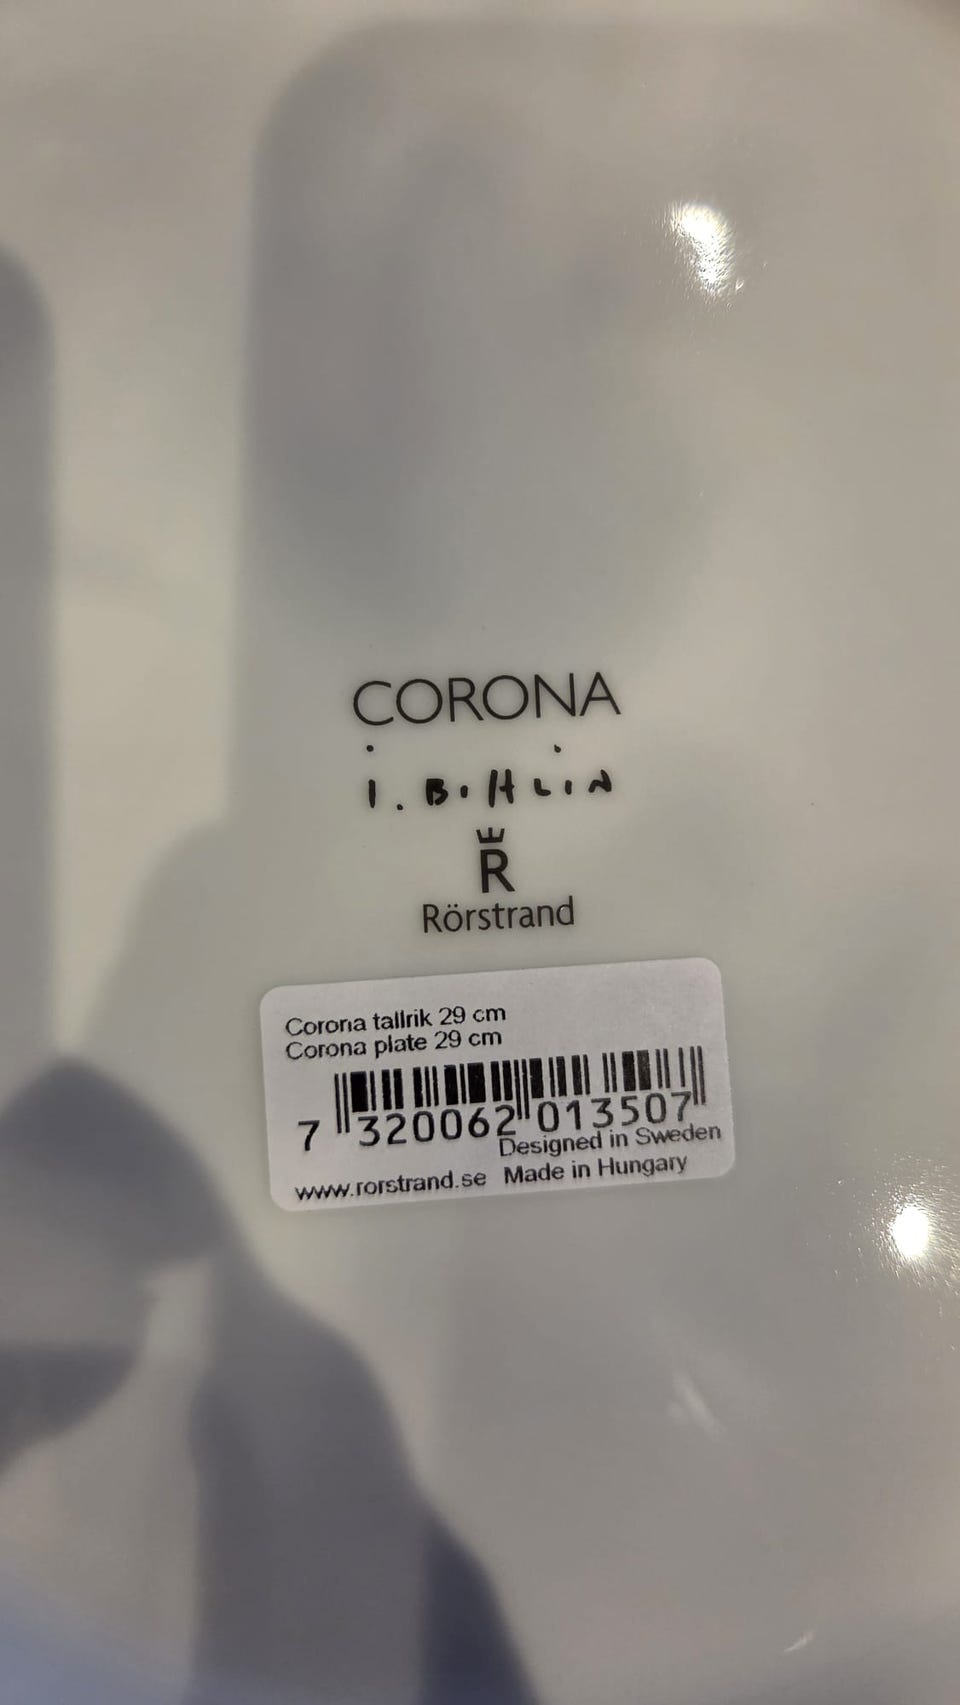 CORONA
I. BOHLIN
R
Rörstrand
Corona tallrik 29 cm
Corona plate 29 cm
7 320062 013507
Designed in Sweden
www.rorstrand.se Made in Hungary